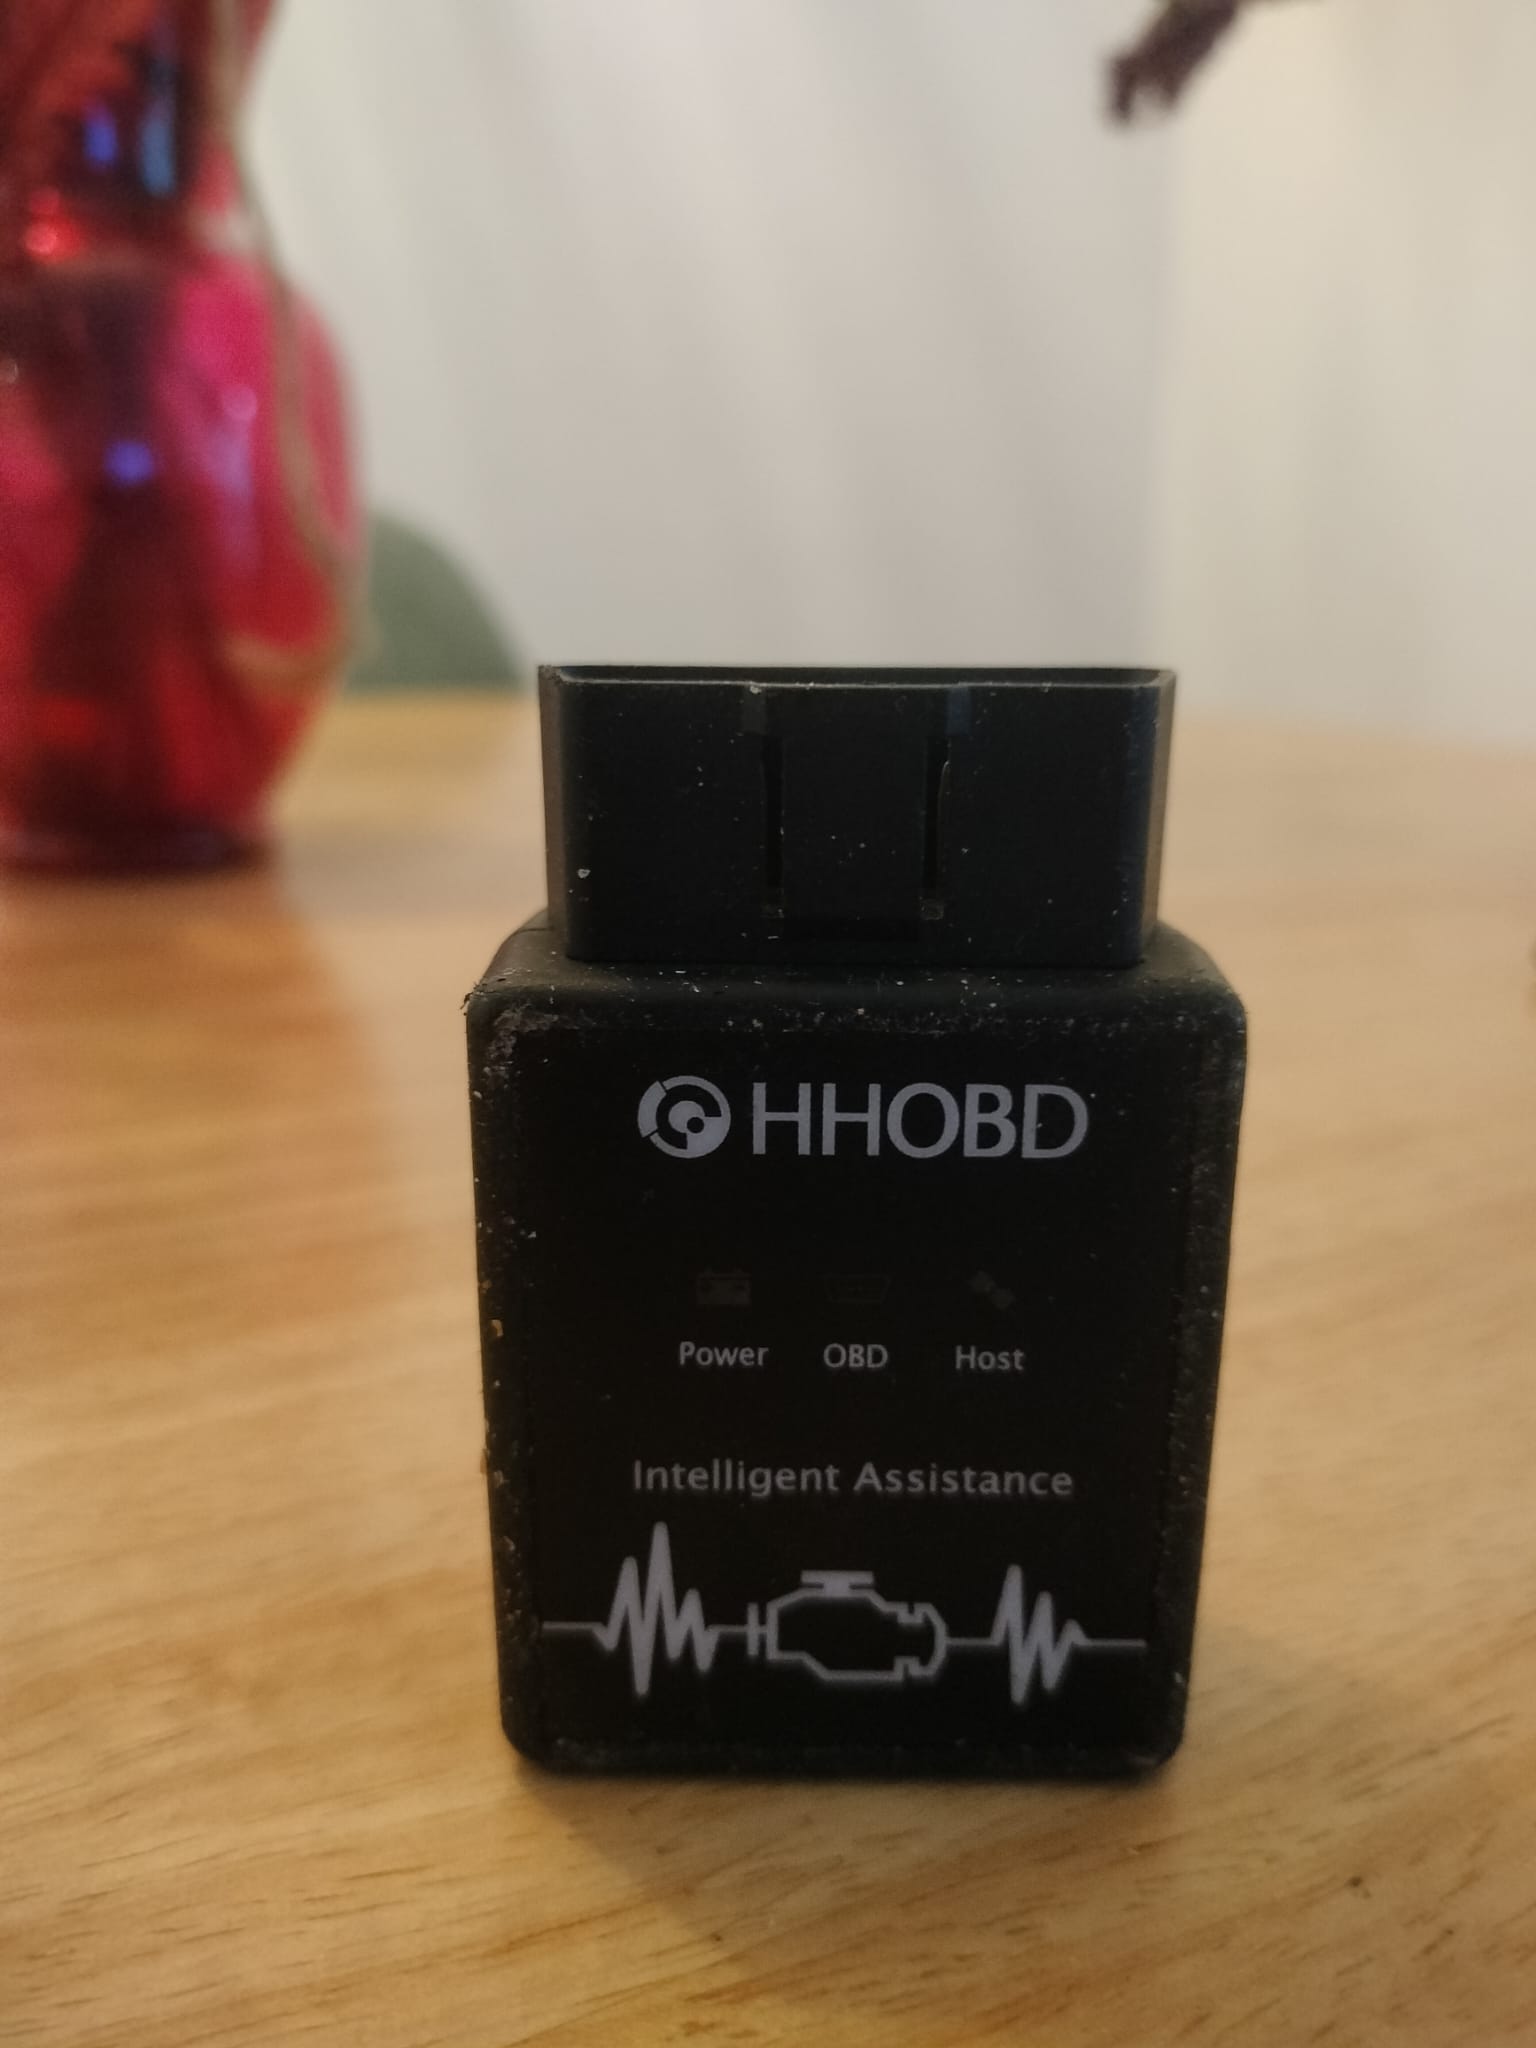 HHOBD
Power OBD Host
Intelligent Assistance